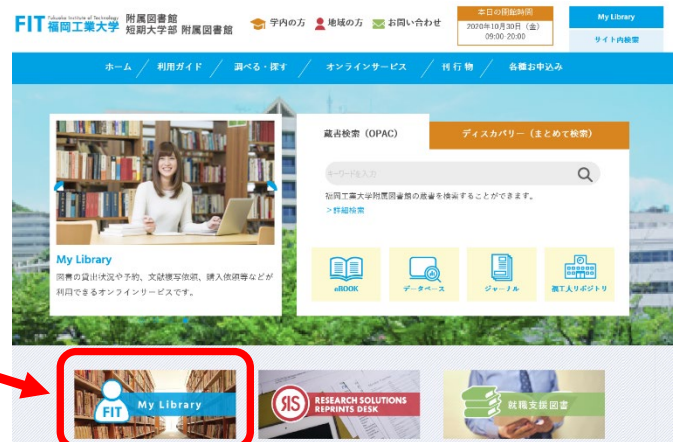 FIT Fukuoka Institute of Technology 福岡工業大学 附属図書館
短期大学部 附属図書館
学内の方 地域の方 お問い合わせ
本日の開館時間
2020年10月30日（金）
09:00-20:00
My Library
サイト内検索
ホーム / 利用ガイド / 調べる・探す / オンラインサービス / 刊行物 / 各種お申込み
蔵書検索（OPAC）
ディスカバリー（まとめて検索）
キーワードを入力
福岡工業大学附属図書館の蔵書を検索することができます。
＞詳細検索
My Library
図書の貸出状況や予約、文献複写依頼、購入依頼等などが
利用できるオンラインサービスです。
eBOOK
データベース
ジャーナル
福工大リポジトリ
FIT My Library
RIS RESEARCH SOLUTIONS
REPRINTS DESK
就職支援図書